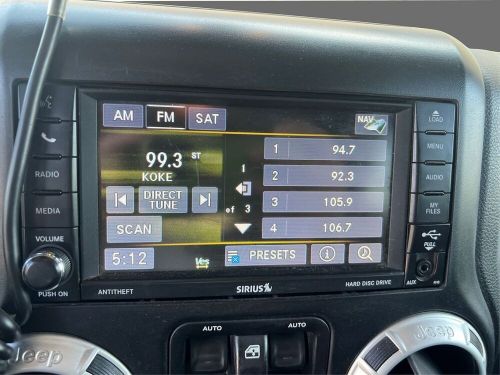 AM FM SAT NAV
LOAD
MENU
RADIO
MEDIA
AUDIO
MY FILES
99.3 ST
KOKE
DIRECT TUNE
SCAN
1
of 3
1 94.7
2 92.3
3 105.9
4 106.7
5:12
Yes
PRESETS
VOLUME
PUSH ON
PULL
AUX
ANTITHEFT
SIRIUS
HARD DISC DRIVE
AUTO AUTO
Jeep
Jeep